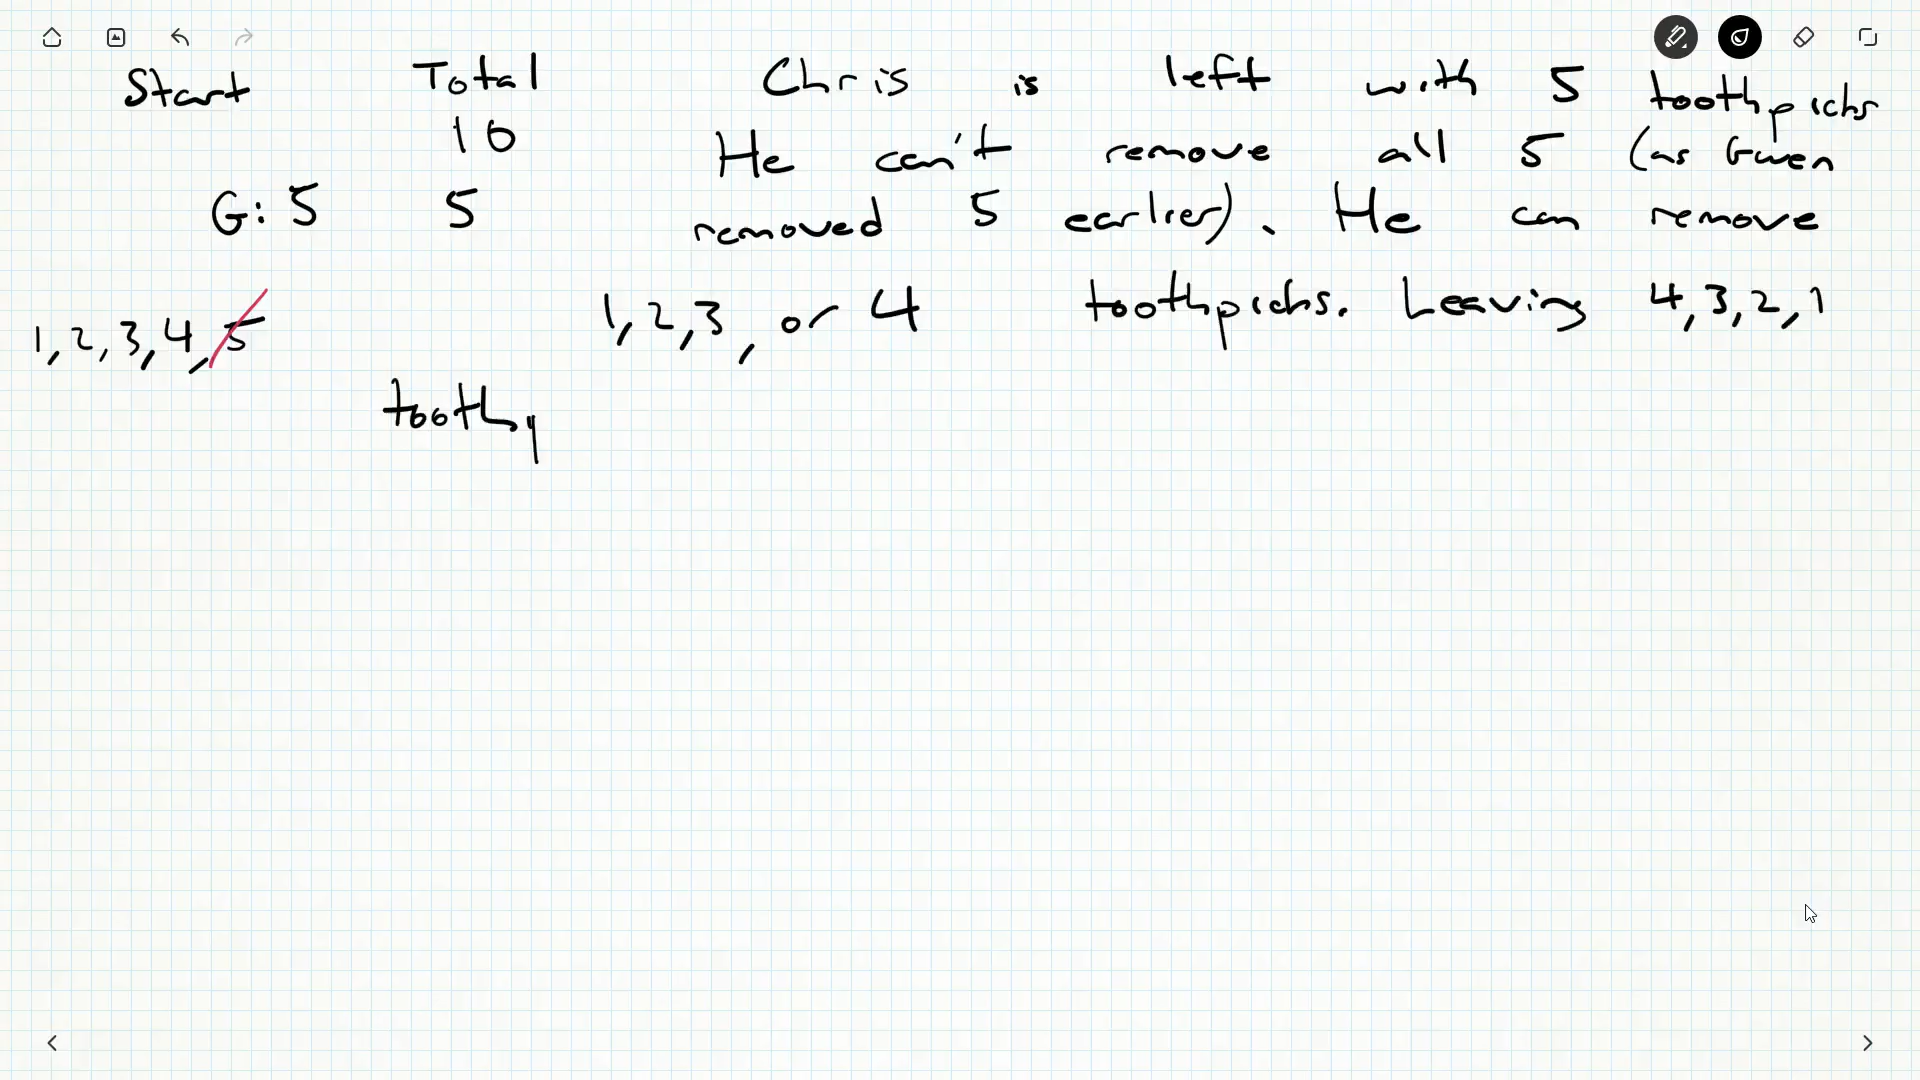 Start Total Chris is left with 5 toothpicks
10 He can't remove all 5 (as Gwen
G: 5 5 removed 5 earlier). He can remove
1, 2, 3, 4, 5 1, 2, 3, or 4 toothpicks. Leaving 4, 3, 2, 1
toothp